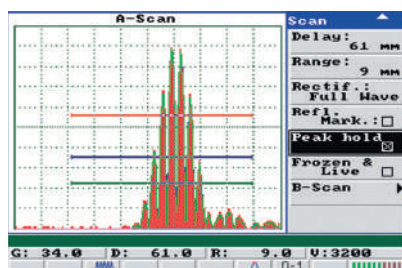 A-Scan
Scan
Delay:
61 mm
Range:
9 mm
Rectif.:
Full Wave
Refl.
Mark.:
Peak hold
Frozen &
Live
B-Scan
G: 34.0 D: 61.0 R: 9.0 V:3200